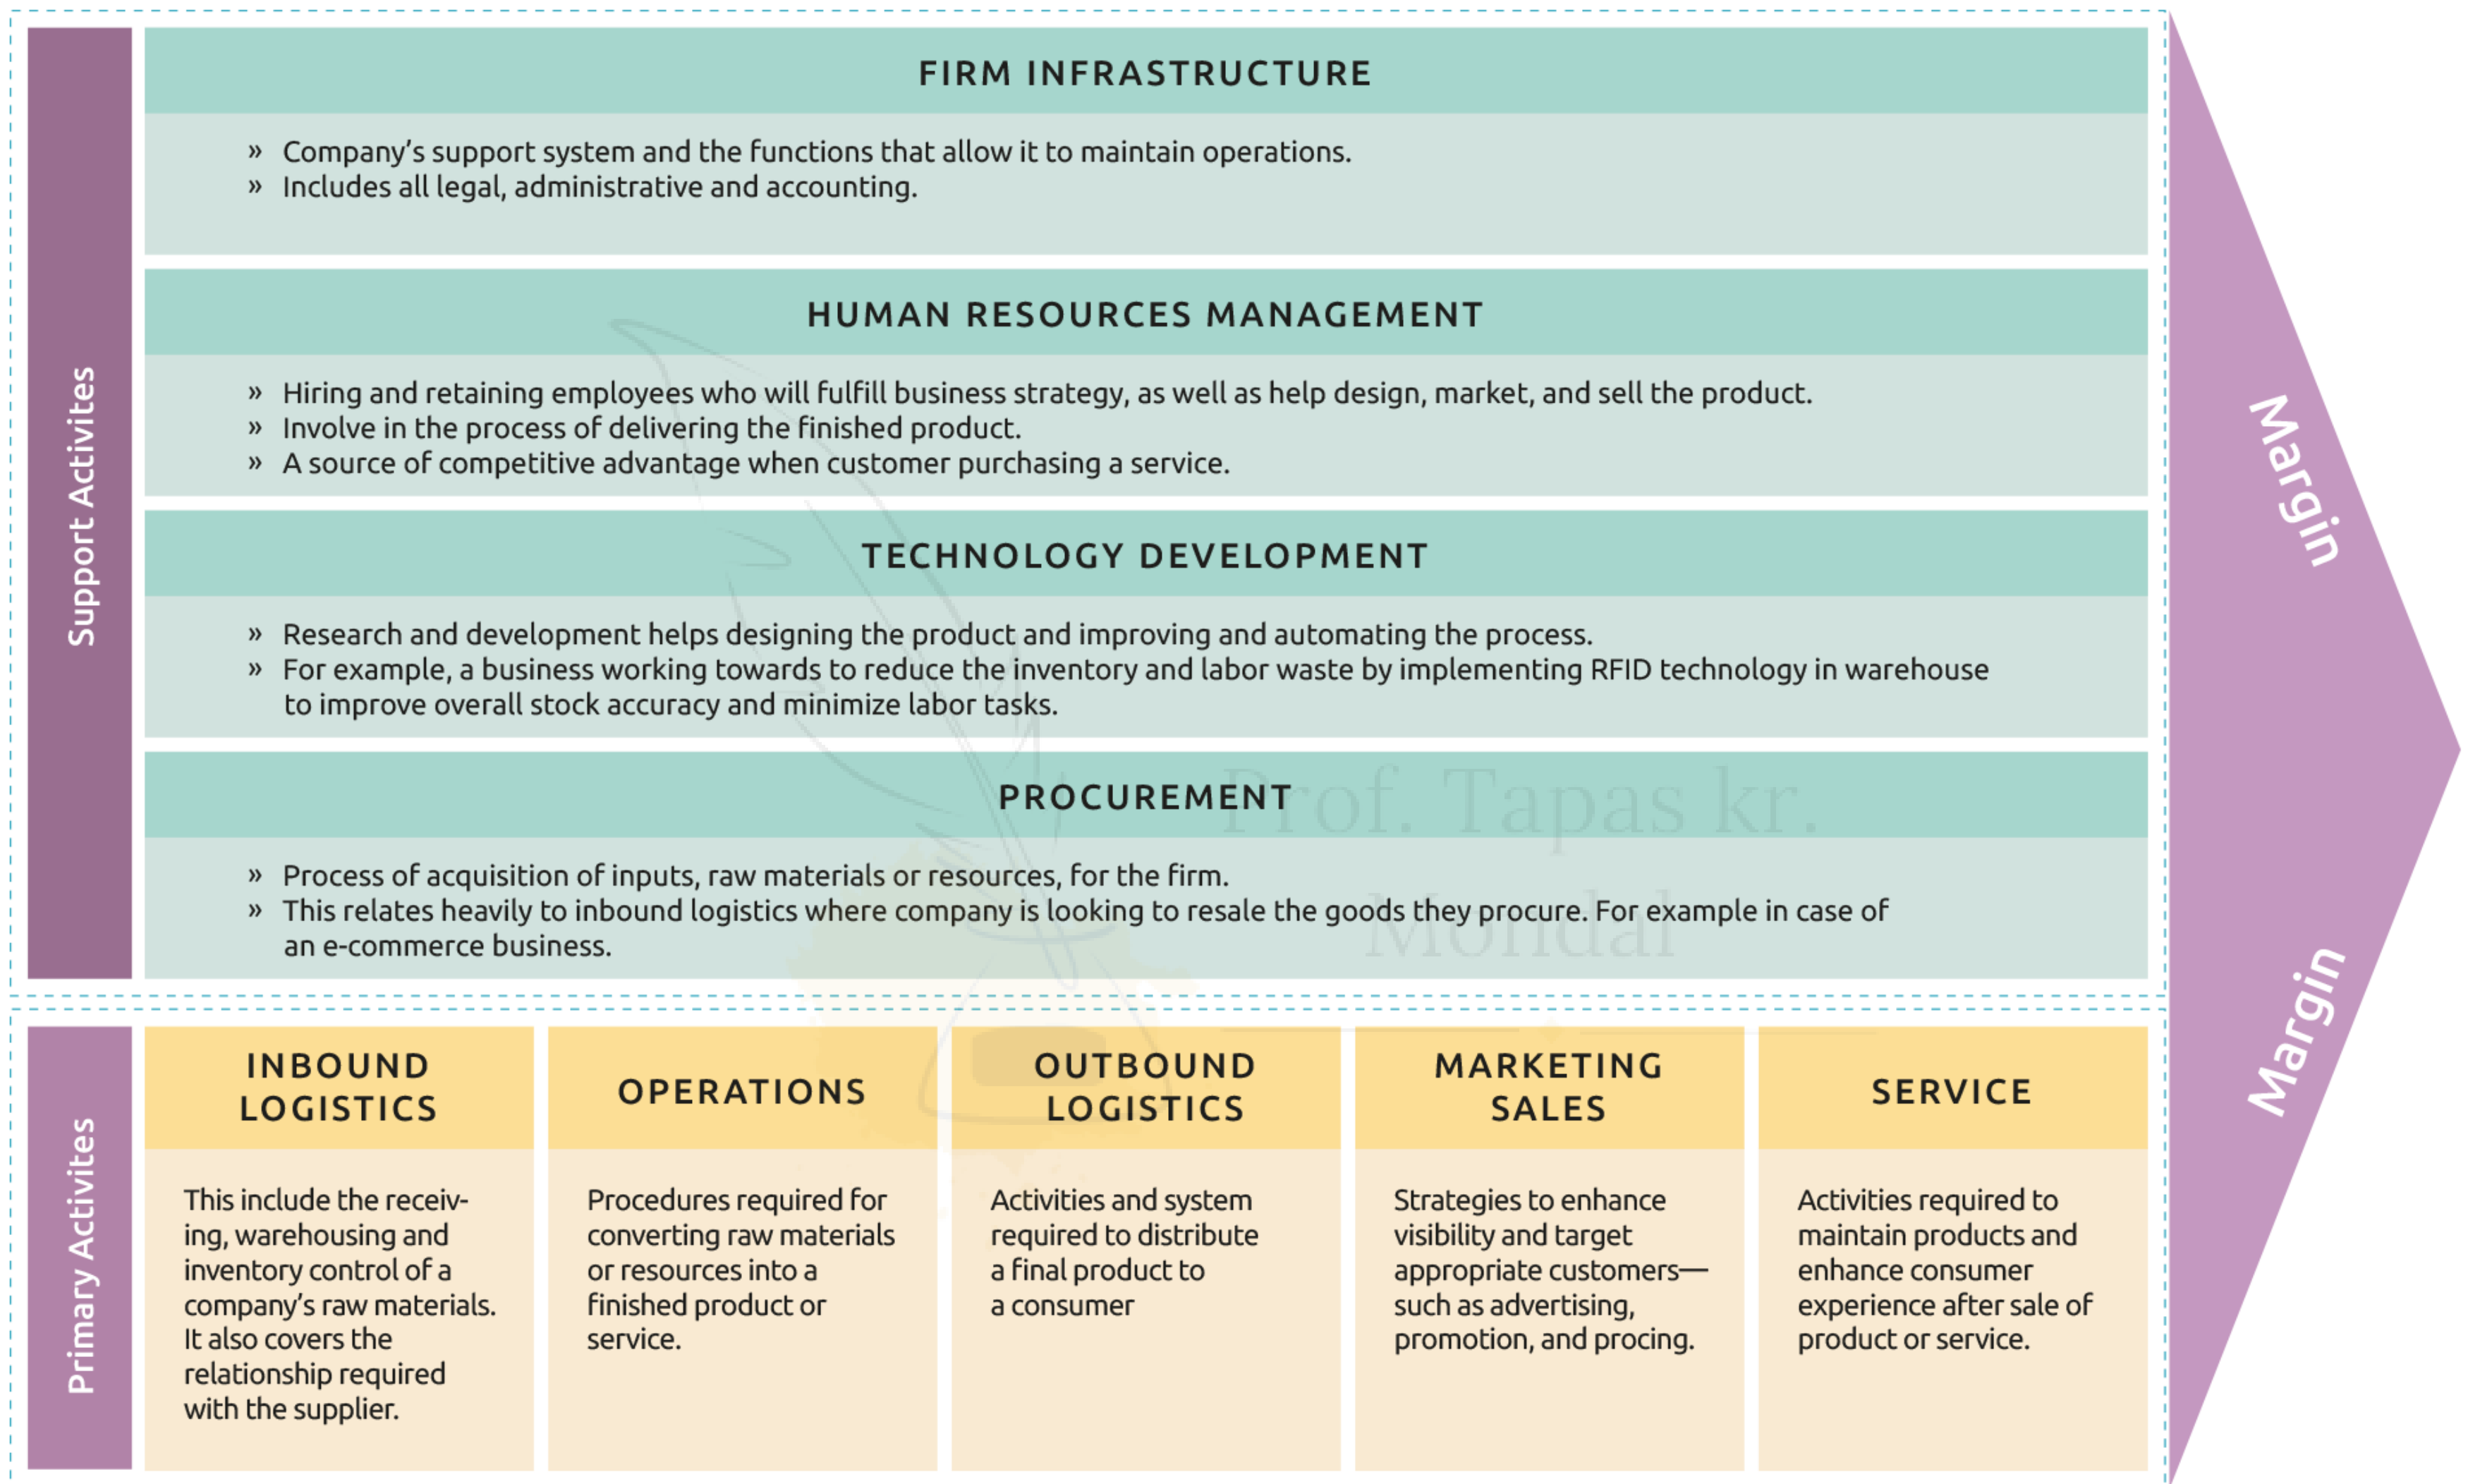 FIRM INFRASTRUCTURE
» Company's support system and the functions that allow it to maintain operations.
» Includes all legal, administrative and accounting.
Support Activites
HUMAN RESOURCES MANAGEMENT
» Hiring and retaining employees who will fulfill business strategy, as well as help design, market, and sell the product.
» Involve in the process of delivering the finished product.
» A source of competitive advantage when customer purchasing a service.
TECHNOLOGY DEVELOPMENT
» Research and development helps designing the product and improving and automating the process.
» For example, a business working towards to reduce the inventory and labor waste by implementing RFID technology in warehouse
to improve overall stock accuracy and minimize labor tasks.
PROCUREMENT
» Process of acquisition of inputs, raw materials or resources, for the firm.
» This relates heavily to inbound logistics where company is looking to resale the goods they procure. For example in case of
an e-commerce business.
Prof. Tapas kr.
Mondal
Margin
Margin
Primary Activites
INBOUND
LOGISTICS
This include the receiv-
ing, warehousing and
inventory control of a
company's raw materials.
It also covers the
relationship required
with the supplier.
OPERATIONS
Procedures required for
converting raw materials
or resources into a
finished product or
service.
OUTBOUND
LOGISTICS
Activities and system
required to distribute
a final product to
a consumer
MARKETING
SALES
Strategies to enhance
visibility and target
appropriate customers—
such as advertising,
promotion, and procing.
SERVICE
Activities required to
maintain products and
enhance consumer
experience after sale of
product or service.